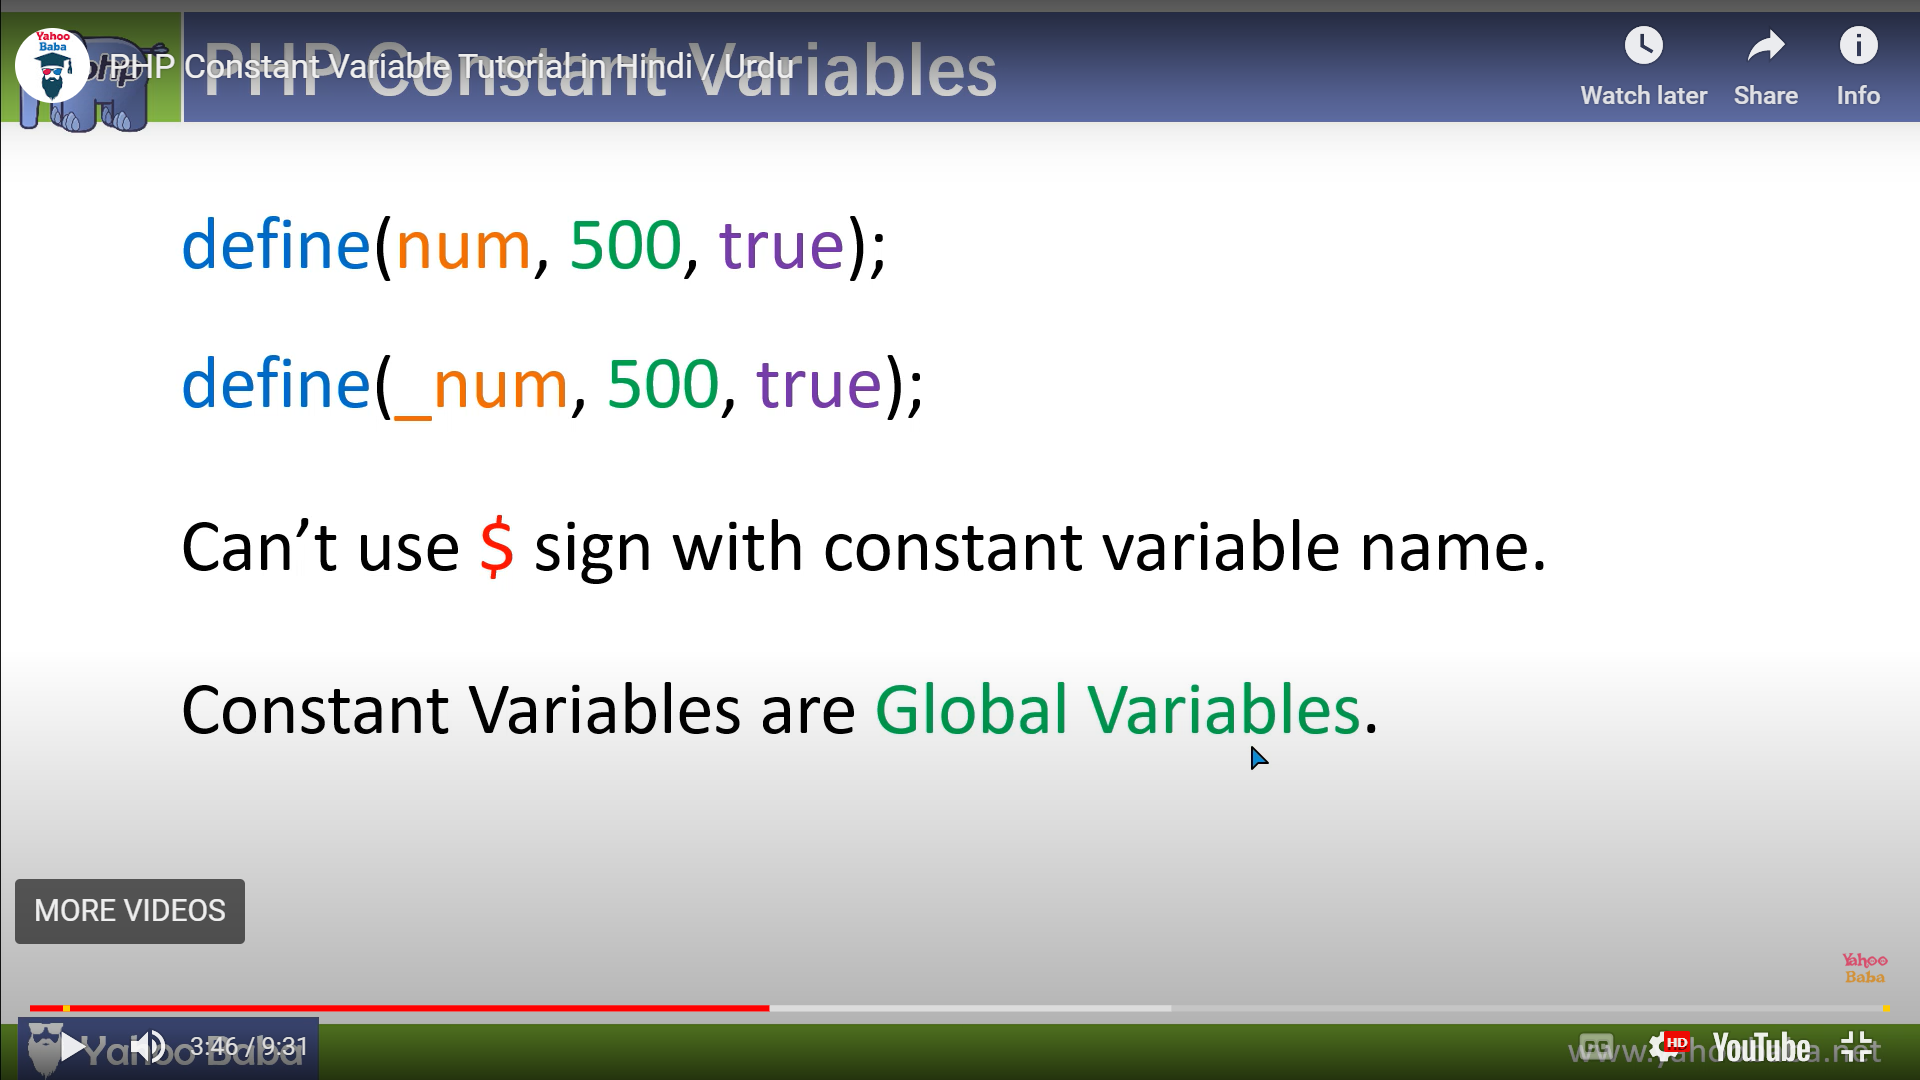 Yahoo
Baba
php
PHP Constant Variables
PHP Constant Variable Tutorial in Hindi / Urdu
Watch later
Share
Info
define(num, 500, true);
define(_num, 500, true);
Can’t use $ sign with constant variable name.
Constant Variables are Global Variables.
MORE VIDEOS
Yahoo
Baba
Yahoo Baba
3:46 / 9:31
www.yahoobaba.net
CC
HD
YouTube